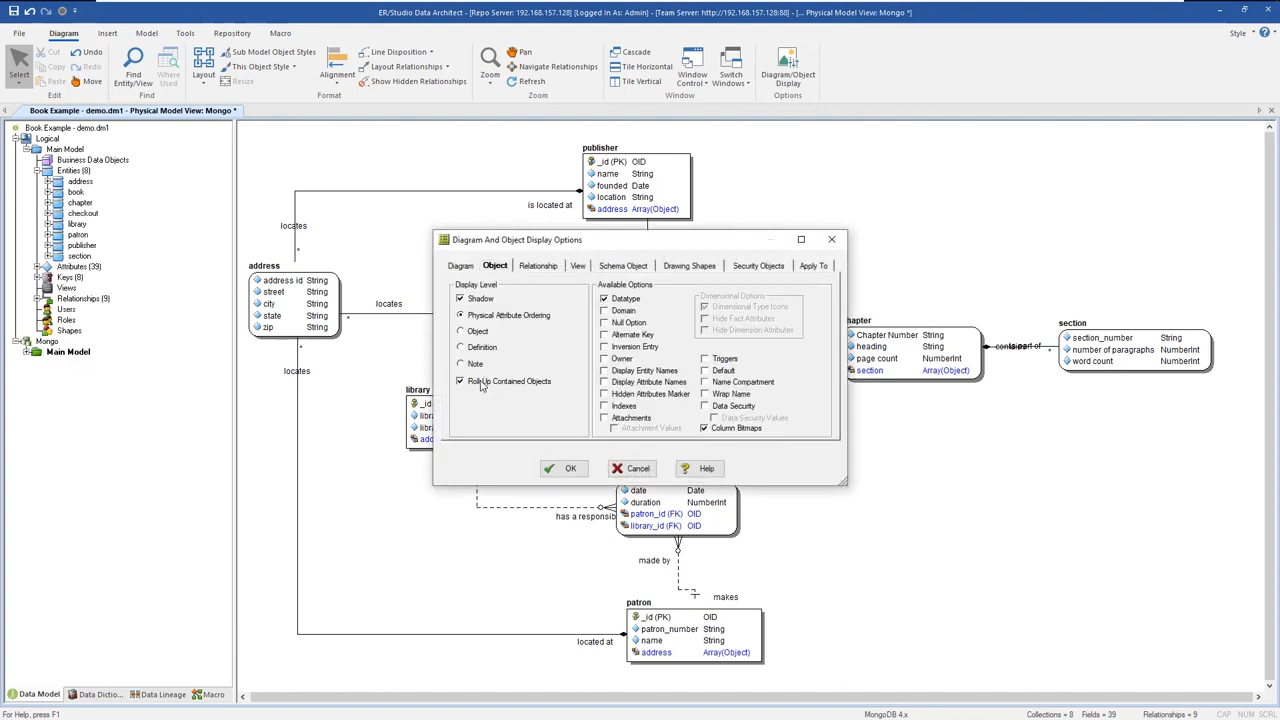 ER/Studio Data Architect - [Repo Server: 192.168.157.128] [Logged In As: Admin] - [Team Server: http://192.168.157.128:88] - [... Physical Model View: Mongo *]
File Diagram Insert Model Tools Repository Macro Style
Select
Cut
Copy
Paste
Undo
Redo
Move
Edit
Find
Entity/View
Where
Used
Find
Layout
Sub Model Object Styles
This Object Style
Resize
Alignment
Line Disposition
Layout Relationships
Show Hidden Relationships
Format
Zoom
Pan
Navigate Relationships
Refresh
Zoom
Cascade
Tile Horizontal
Tile Vertical
Window
Control
Switch
Windows
Window
Diagram/Object
Display
Options
Book Example - demo.dm1 - Physical Model View: Mongo *
Book Example - demo.dm1
Logical
Main Model
Business Data Objects
Entities (8)
address
book
chapter
checkout
library
patron
publisher
section
Attributes (39)
Keys (8)
Views
Relationships (9)
Users
Roles
Shapes
Mongo
Main Model
publisher
_id (PK) OID
name String
founded Date
location String
address Array(Object)
is located at
locates
*
address
address id String
street String
city String
state String
zip String
locates
*
*
locates
library
_id
libra
libra
add
Diagram And Object Display Options
Diagram Object Relationship View Schema Object Drawing Shapes Security Objects Apply To
Display Level
Shadow
Physical Attribute Ordering
Object
Definition
Note
Roll-Up Contained Objects
Available Options
Datatype
Domain
Null Option
Alternate Key
Inversion Entry
Owner
Display Entity Names
Display Attribute Names
Hidden Attributes Marker
Indexes
Attachments
Attachment Values
Dimensional Options
Dimensional Type Icons
Hide Fact Attributes
Hide Dimension Attributes
Triggers
Default
Name Compartment
Wrap Name
Data Security
Data Security Values
Column Bitmaps
OK Cancel Help
hapter
Chapter Number String
heading String
page count NumberInt
section Array(Object)
is part of
*
section
section_number String
number of paragraphs NumberInt
word count NumberInt
date Date
duration NumberInt
patron_id (FK) OID
library_id (FK) OID
has a responsib
made by
makes
patron
_id (PK) OID
patron_number String
name String
address Array(Object)
located at
Data Model Data Dictio... Data Lineage Macro
For Help, press F1 MongoDB 4.x Collections = 8 Fields = 39 Relationships = 9 CAP NUM SCRL